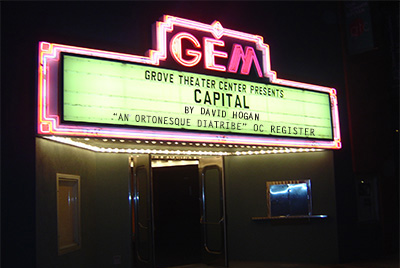 GEM
GROVE THEATER CENTER PRESENTS
CAPITAL
BY DAVID HOGAN
"AN ORTONESQUE DIATRIBE" OC REGISTER